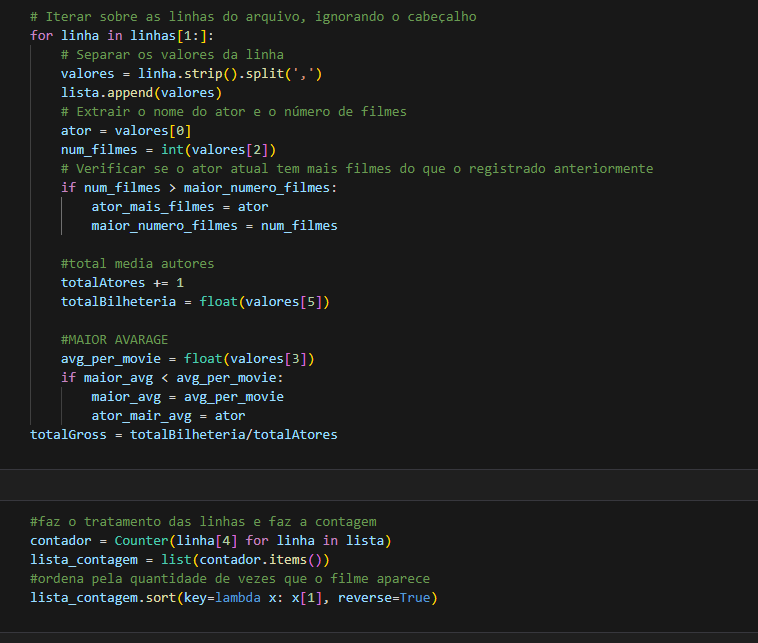 # Iterar sobre as linhas do arquivo, ignorando o cabeçalho
for linha in linhas[1:]:
    # Separar os valores da linha
    valores = linha.strip().split(',')
    lista.append(valores)
    # Extrair o nome do ator e o número de filmes
    ator = valores[0]
    num_filmes = int(valores[2])
    # Verificar se o ator atual tem mais filmes do que o registrado anteriormente
    if num_filmes > maior_numero_filmes:
        ator_mais_filmes = ator
        maior_numero_filmes = num_filmes

    #total media autores
    totalAtores += 1
    totalBilheteria = float(valores[5])

    #MAIOR AVARAGE
    avg_per_movie = float(valores[3])
    if maior_avg < avg_per_movie:
        maior_avg = avg_per_movie
        ator_mair_avg = ator
totalGross = totalBilheteria/totalAtores

#faz o tratamento das linhas e faz a contagem
contador = Counter(linha[4] for linha in lista)
lista_contagem = list(contador.items())
#ordena pela quantidade de vezes que o filme aparece
lista_contagem.sort(key=lambda x: x[1], reverse=True)